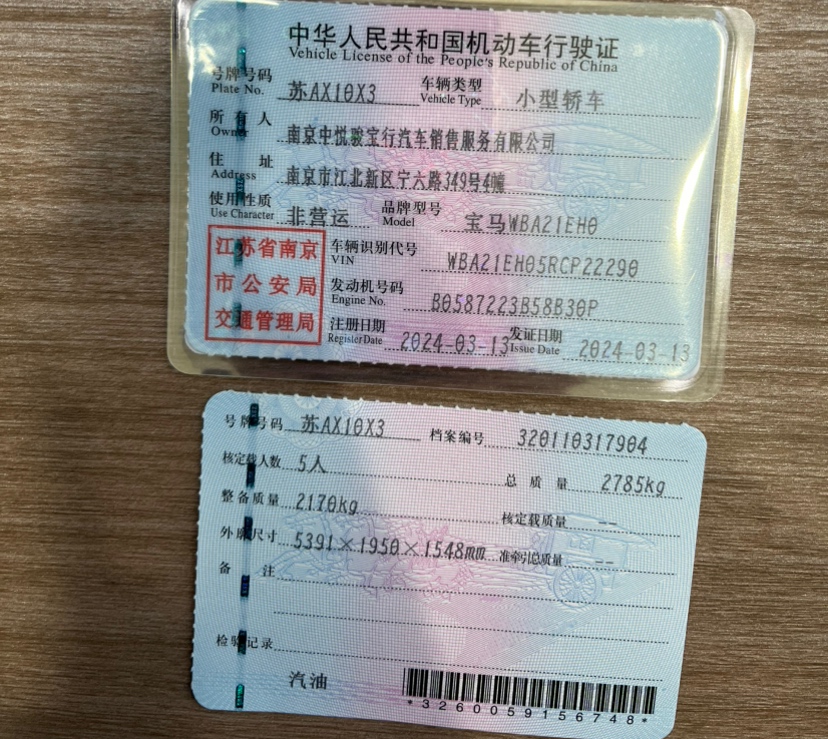 中华人民共和国机动车行驶证
Vehicle License of the People's Republic of China
号牌号码 苏AX10X3 车辆类型 小型轿车
Plate No. Vehicle Type
所有人 南京中悦骏宝行汽车销售服务有限公司
Owner
住址 南京市江北新区宁六路349号4幢
Address
使用性质 非营运 品牌型号 宝马WBA21EH0
Use Character Model
江苏省南京
市公安局
交通管理局
车辆识别代号 WBA21EH05RCP22290
VIN
发动机号码 B0587223B58B30P
Engine No.
注册日期 2024-03-13 发证日期 2024-03-13
Register Date Issue Date
号牌号码 苏AX10X3 档案编号 320110317904
核定载人数 5人 总质量 2785kg
整备质量 2170kg 核定载质量 --
外廓尺寸 5391×1950×1548mm 准牵引总质量 --
备注
检验记录
汽油
*3260059156748*